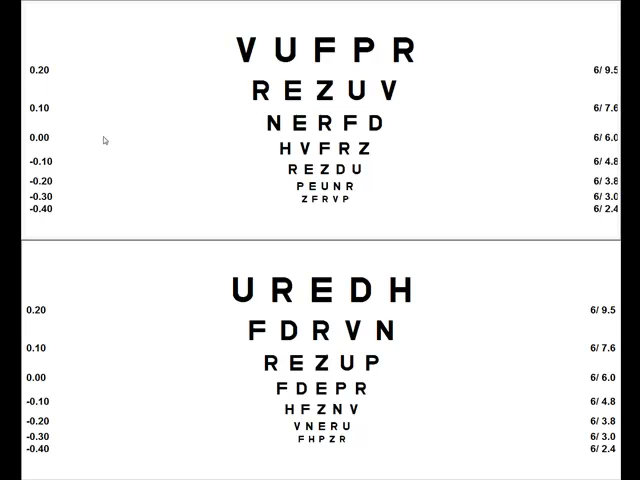 V U F P R
0.20 R E Z U V 6/ 9.5
0.10 N E R F D 6/ 7.6
0.00 H V F R Z 6/ 6.0
-0.10 R E Z D U 6/ 4.8
-0.20 P E U N R 6/ 3.8
-0.30 Z F R V P 6/ 3.0
-0.40 6/ 2.4
U R E D H
0.20 F D R V N 6/ 9.5
0.10 R E Z U P 6/ 7.6
0.00 F D E P R 6/ 6.0
-0.10 H F Z N V 6/ 4.8
-0.20 V N E R U 6/ 3.8
-0.30 F H P Z R 6/ 3.0
-0.40 6/ 2.4